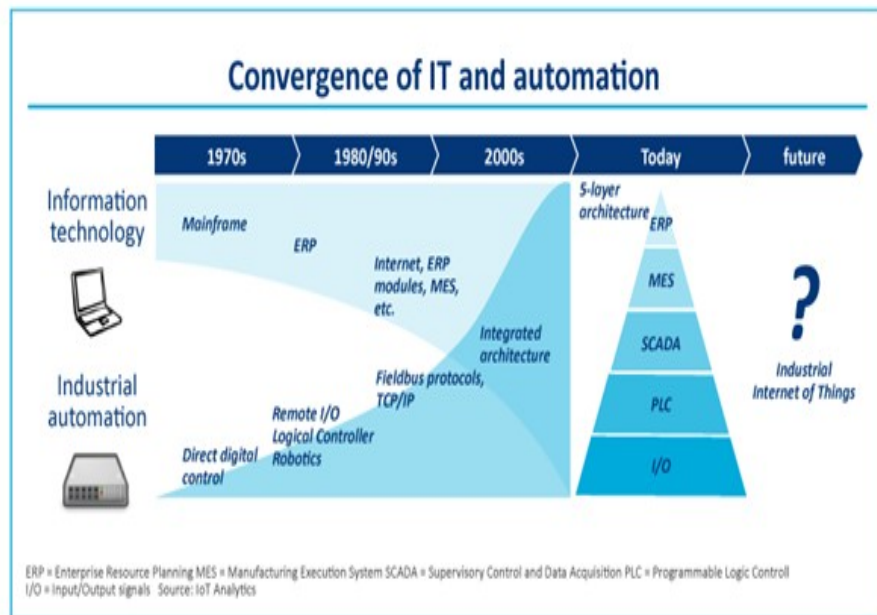 Convergence of IT and automation
1970s
1980/90s
2000s
Today
future
Information
technology
Industrial
automation
Mainframe
ERP
Internet, ERP
modules, MES,
etc.
Integrated
architecture
Fieldbus protocols,
TCP/IP
Remote I/O
Logical Controller
Robotics
Direct digital
control
5-layer
architecture
ERP
MES
SCADA
PLC
I/O
?
Industrial
Internet of Things
ERP = Enterprise Resource Planning MES = Manufacturing Execution System SCADA = Supervisory Control and Data Acquisition PLC = Programmable Logic Controll
I/O = Input/Output signals Source: IoT Analytics